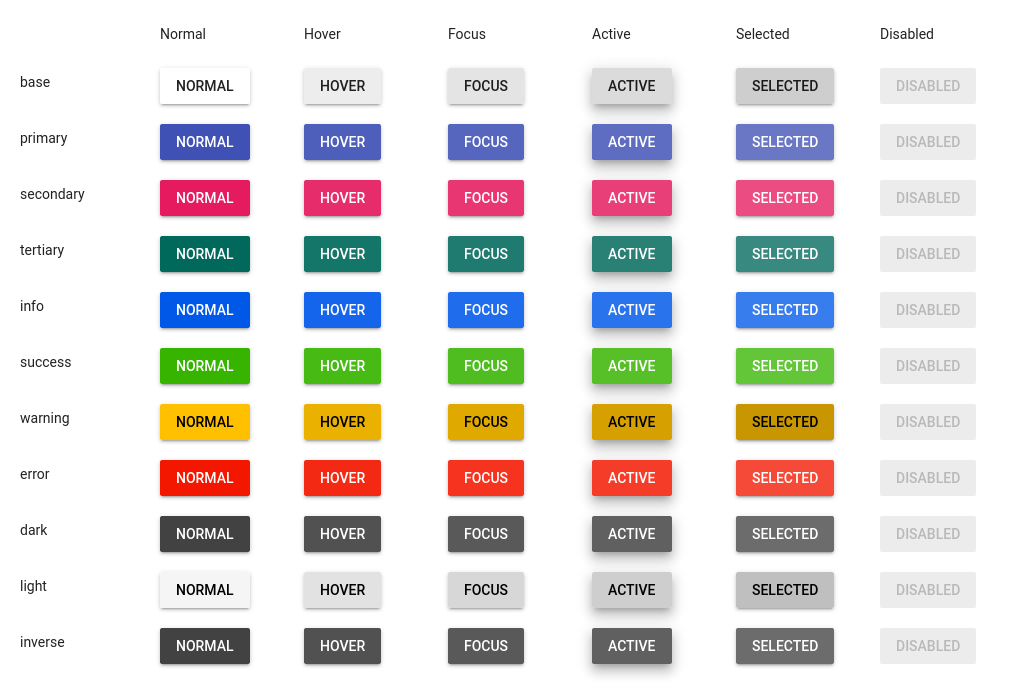 Normal Hover Focus Active Selected Disabled
base NORMAL HOVER FOCUS ACTIVE SELECTED DISABLED
primary NORMAL HOVER FOCUS ACTIVE SELECTED DISABLED
secondary NORMAL HOVER FOCUS ACTIVE SELECTED DISABLED
tertiary NORMAL HOVER FOCUS ACTIVE SELECTED DISABLED
info NORMAL HOVER FOCUS ACTIVE SELECTED DISABLED
success NORMAL HOVER FOCUS ACTIVE SELECTED DISABLED
warning NORMAL HOVER FOCUS ACTIVE SELECTED DISABLED
error NORMAL HOVER FOCUS ACTIVE SELECTED DISABLED
dark NORMAL HOVER FOCUS ACTIVE SELECTED DISABLED
light NORMAL HOVER FOCUS ACTIVE SELECTED DISABLED
inverse NORMAL HOVER FOCUS ACTIVE SELECTED DISABLED